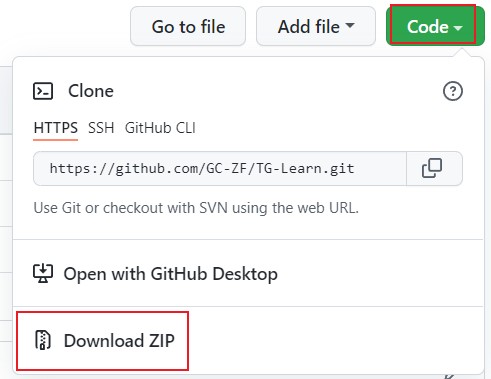 Go to file Add file Code
Clone
HTTPS SSH GitHub CLI
https://github.com/GC-ZF/TG-Learn.git
Use Git or checkout with SVN using the web URL.
Open with GitHub Desktop
Download ZIP